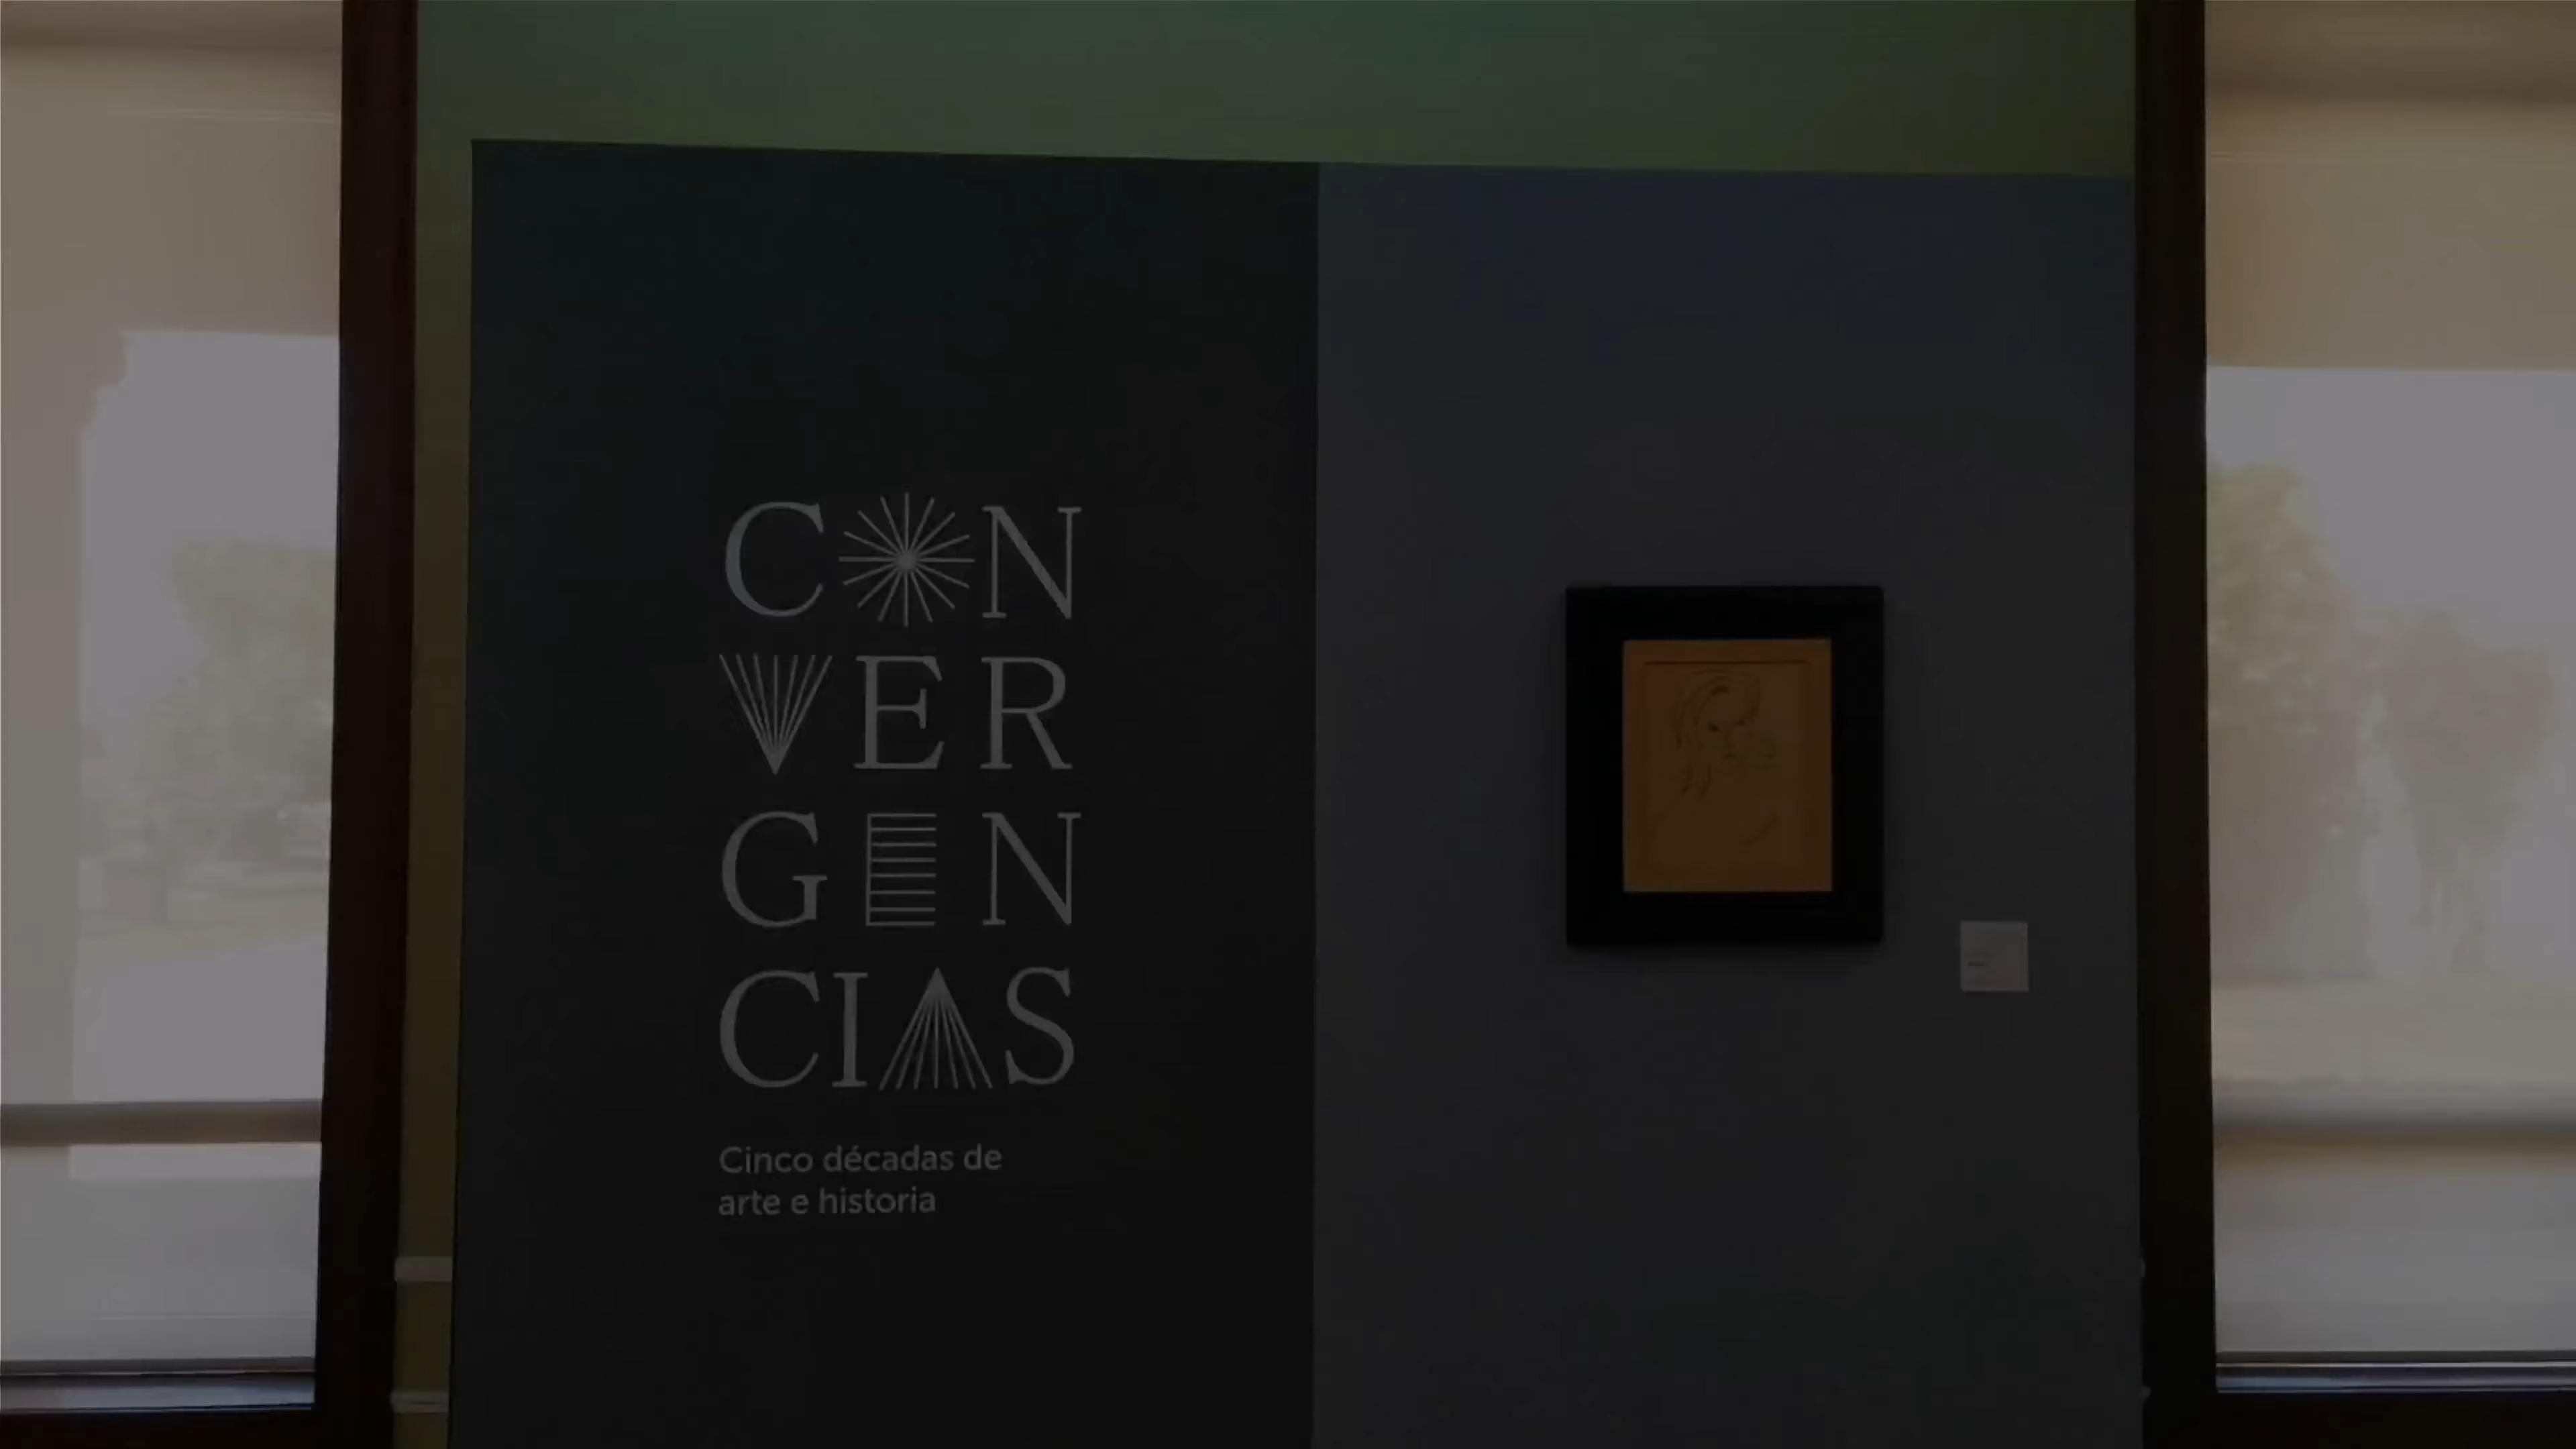 CON
VER
GEN
CIAS
Cinco décadas de
arte e historia